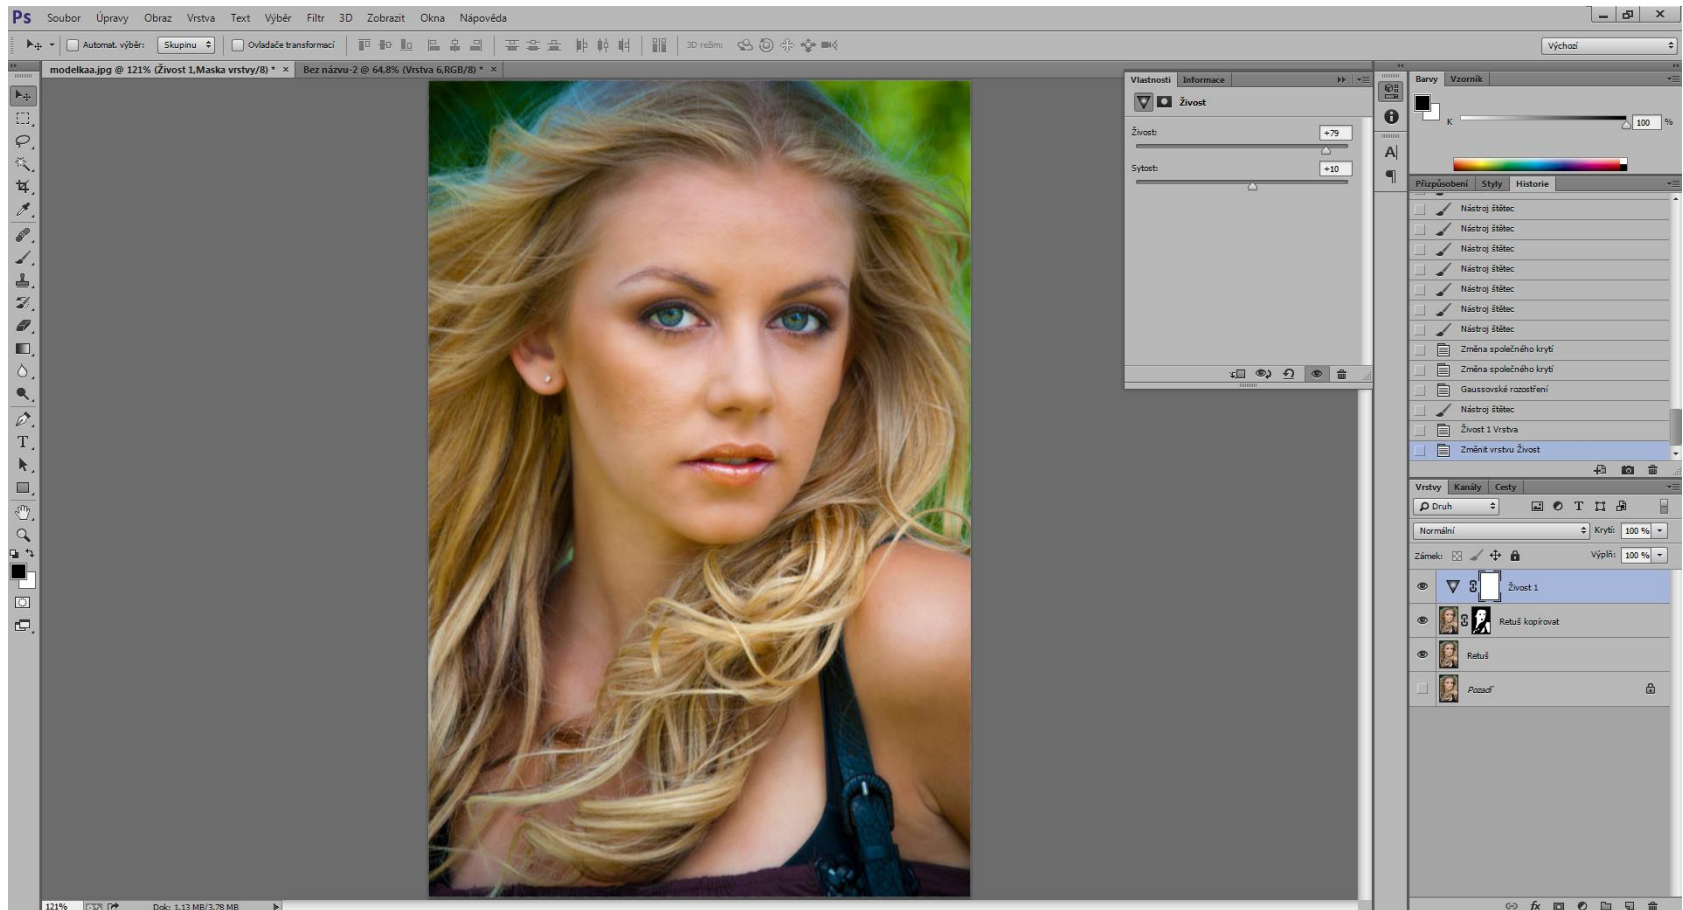 Ps Soubor Úpravy Obraz Vrstva Text Výběr Filtr 3D Zobrazit Okna Nápověda
Automat. výběr: Skupinu Ovladače transformací 3D režim: Výchozí
modelkaa.jpg @ 121% (Živost 1,Maska vrstvy/8) * × Bez názvu-2 @ 64,8% (Vrstva 6,RGB/8) * ×
Vlastnosti Informace
Živost
Živost: +79
Sytost: +10
Barvy Vzorník
K 100 %
Přizpůsobení Styly Historie
Nástroj štětec
Nástroj štětec
Nástroj štětec
Nástroj štětec
Nástroj štětec
Nástroj štětec
Nástroj štětec
Změna společného krytí
Změna společného krytí
Gaussovské rozostření
Nástroj štětec
Živost 1 Vrstva
Změnit vrstvu Živost
Vrstvy Kanály Cesty
Druh
Normální Krytí: 100 %
Zámek: Výplň: 100 %
Živost 1
Retuš kopírovat
Retuš
Pozadí
fx
121% Dok: 1,13 MB/3,78 MB